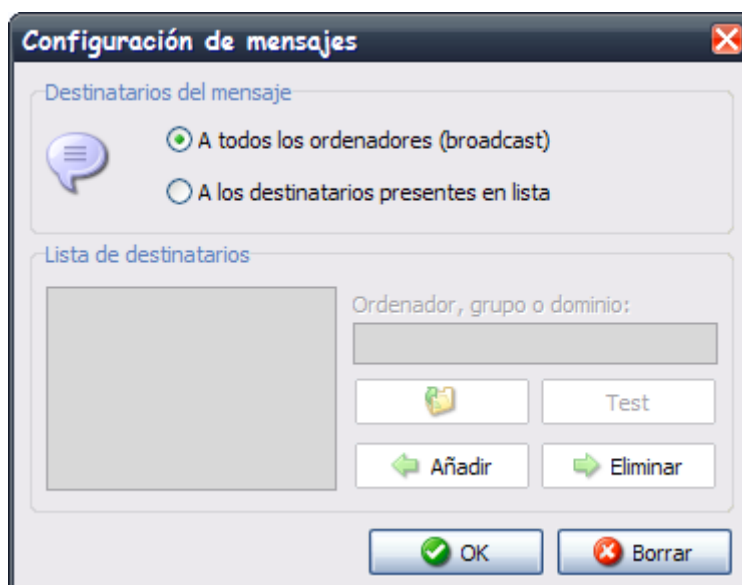 Configuración de mensajes
Destinatarios del mensaje
A todos los ordenadores (broadcast)
A los destinatarios presentes en lista
Lista de destinatarios
Ordenador, grupo o dominio:
Test
Añadir
Eliminar
OK
Borrar